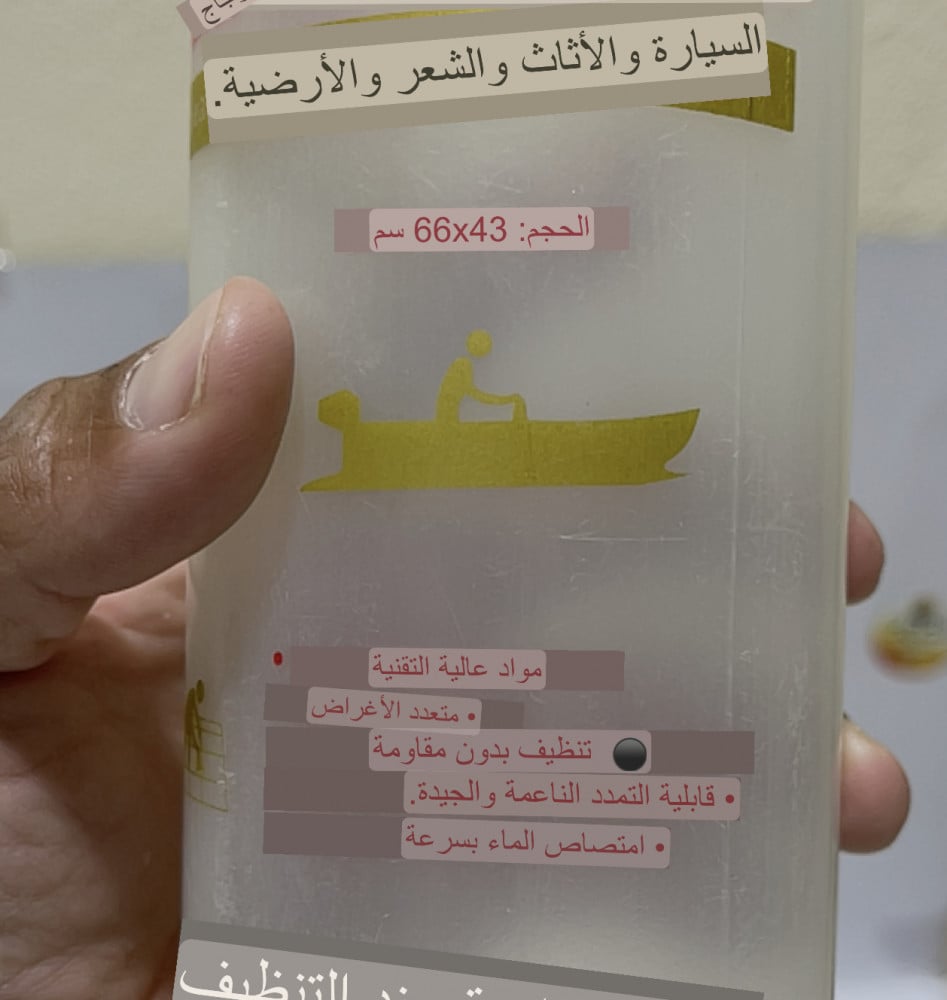 السيارة والأثاث والشعر والأرضية.
الحجم: 66x43 سم
مواد عالية التقنية
• متعدد الأغراض
⚫ تنظيف بدون مقاومة
• قابلية التمدد الناعمة والجيدة.
• امتصاص الماء بسرعة
التنظيف